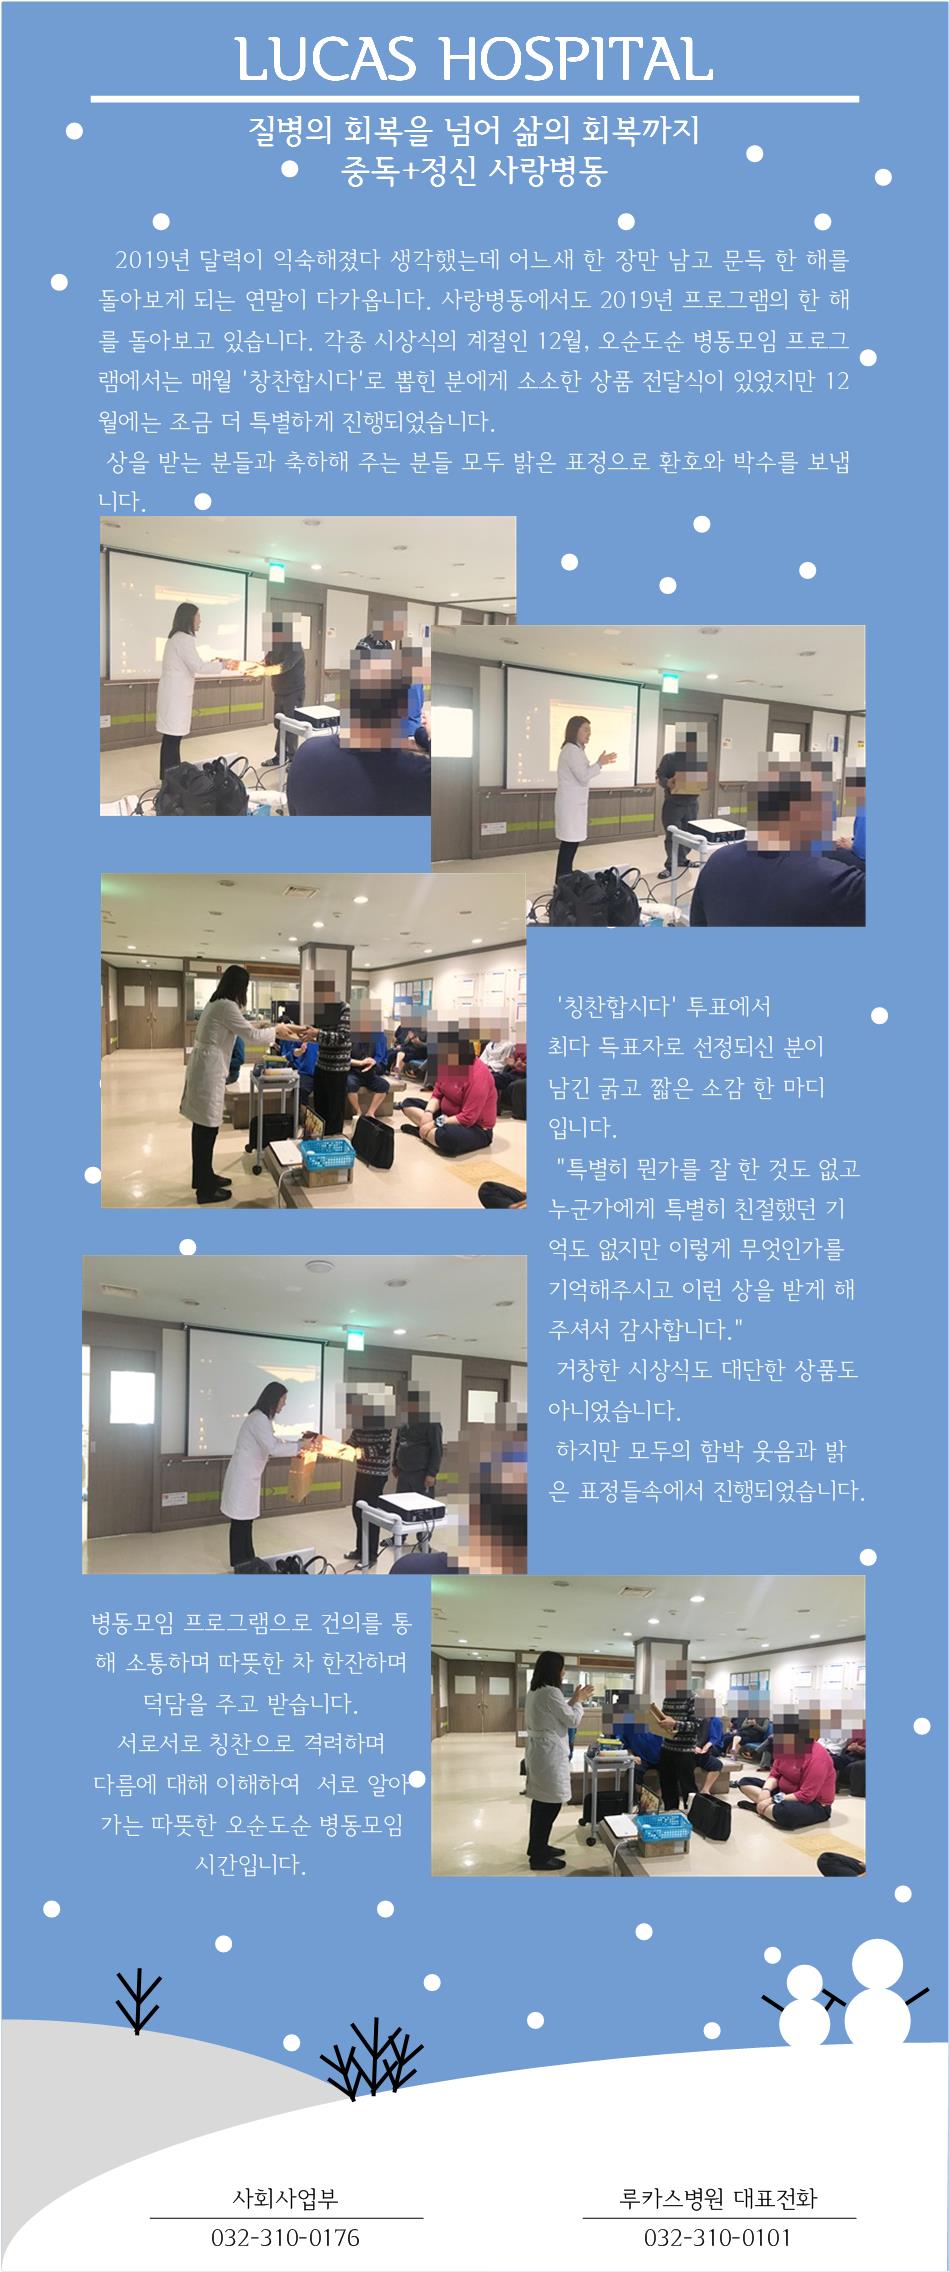 LUCAS HOSPITAL
질병의 회복을 넘어 삶의 회복까지
중독+정신 사랑병동
2019년 달력이 익숙해졌다 생각했는데 어느새 한 장만 남고 문득 한 해를
돌아보게 되는 연말이 다가옵니다. 사랑병동에서도 2019년 프로그램의 한 해
를 돌아보고 있습니다. 각종 시상식의 계절인 12월, 오순도순 병동모임 프로그
램에서는 매월 '창찬합시다'로 뽑힌 분에게 소소한 상품 전달식이 있었지만 12
월에는 조금 더 특별하게 진행되었습니다.
상을 받는 분들과 축하해 주는 분들 모두 밝은 표정으로 환호와 박수를 보냅
니다.
'칭찬합시다' 투표에서
최다 득표자로 선정되신 분이
남긴 굵고 짧은 소감 한 마디
입니다.
"특별히 뭔가를 잘 한 것도 없고
누군가에게 특별히 친절했던 기
억도 없지만 이렇게 무엇인가를
기억해주시고 이런 상을 받게 해
주셔서 감사합니다."
거창한 시상식도 대단한 상품도
아니었습니다.
하지만 모두의 함박 웃음과 밝
은 표정들속에서 진행되었습니다.
병동모임 프로그램으로 건의를 통
해 소통하며 따뜻한 차 한잔하며
덕담을 주고 받습니다.
서로서로 칭찬으로 격려하며
다름에 대해 이해하여 서로 알아
가는 따뜻한 오순도순 병동모임
시간입니다.
사회사업부
032-310-0176
루카스병원 대표전화
032-310-0101